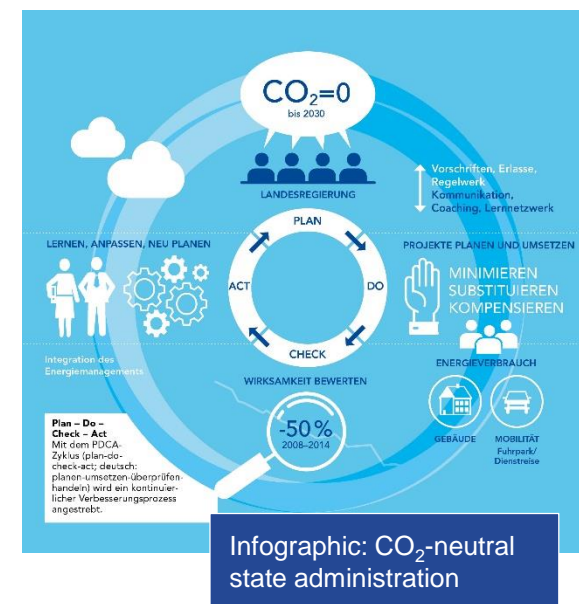 CO₂=0
bis 2030
LANDESREGIERUNG
Vorschriften, Erlasse,
Regelwerk
Kommunikation,
Coaching, Lernnetzwerk
PLAN
DO
CHECK
ACT
LERNEN, ANPASSEN, NEU PLANEN
Integration des
Energiemanagements
PROJEKTE PLANEN UND UMSETZEN
MINIMIEREN
SUBSTITUIEREN
KOMPENSIEREN
ENERGIEVERBRAUCH
GEBÄUDE
MOBILITÄT
Fuhrpark/
Dienstreise
WIRKSAMKEIT BEWERTEN
-50%
2008–2014
Plan – Do –
Check – Act
Mit dem PDCA-
Zyklus (plan-do-
check-act; deutsch:
planen-umsetzen-überprüfen-
handeln) wird ein kontinuier-
licher Verbesserungsprozess
angestrebt.
Infographic: CO₂-neutral
state administration